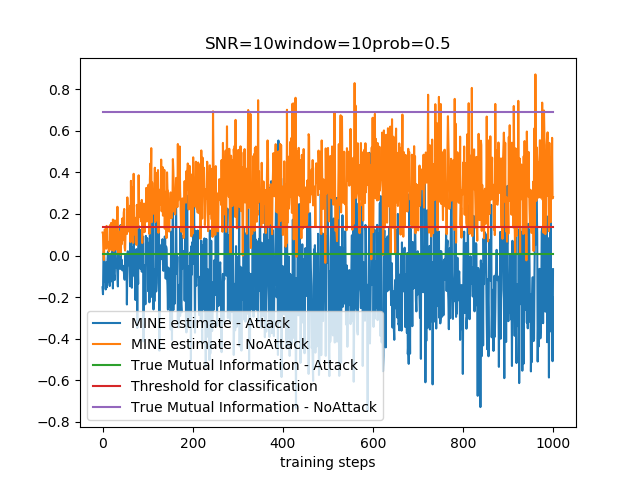 SNR=10window=10prob=0.5
0.8
0.6
0.4
0.2
0.0
−0.2
−0.4
−0.6
−0.8
MINE estimate - Attack
MINE estimate - NoAttack
True Mutual Information - Attack
Threshold for classification
True Mutual Information - NoAttack
0 200 400 600 800 1000
training steps